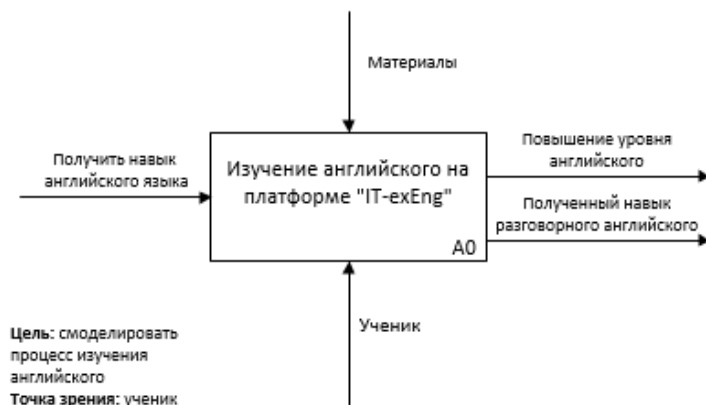 Материалы
Получить навык
английского языка
Изучение английского на
платформе "IT-exEng"
A0
Повышение уровня
английского
Полученный навык
разговорного английского
Ученик
Цель: смоделировать
процесс изучения
английского
Точка зрения: ученик